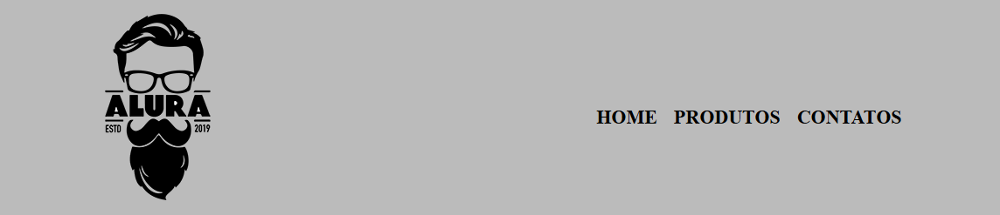 ALURA
ESTD 2019
HOME PRODUTOS CONTATOS